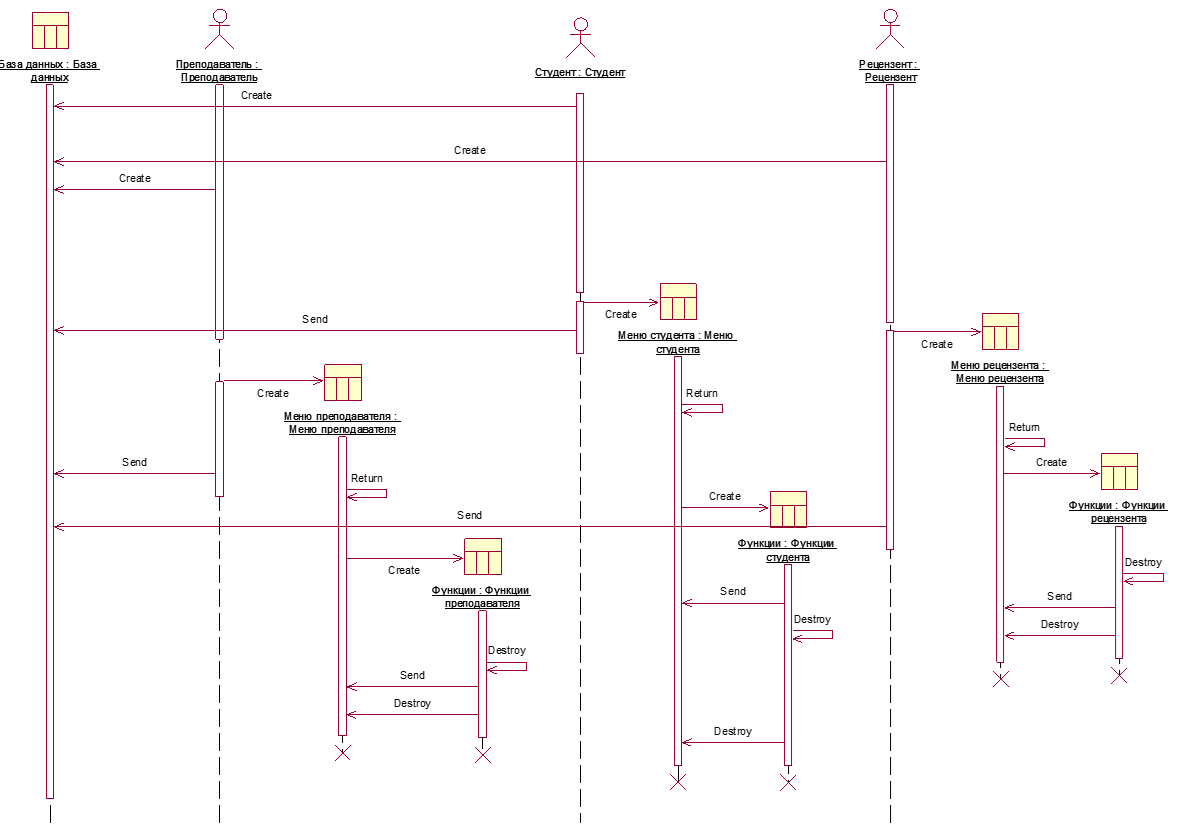 База данных : База
данных
Преподаватель :
Преподаватель
Студент : Студент
Рецензент :
Рецензент
Create
Create
Create
Create
Send
Меню студента : Меню
студента
Create
Меню рецензента :
Меню рецензента
Create
Меню преподавателя :
Меню преподавателя
Return
Return
Send
Create
Return
Create
Функции : Функции
рецензента
Send
Функции : Функции
студента
Create
Функции : Функции
преподавателя
Destroy
Send
Send
Destroy
Destroy
Destroy
Send
Destroy
Destroy